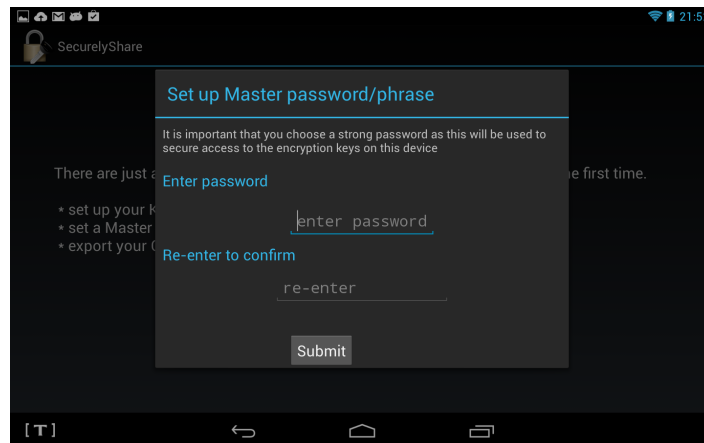 21:5
SecurelyShare
Set up Master password/phrase
It is important that you choose a strong password as this will be used to
secure access to the encryption keys on this device
There are just
e first time.
Enter password
* set up your
* set a Master
enter password
* export your
Re-enter to confirm
re-enter
Submit
[T]